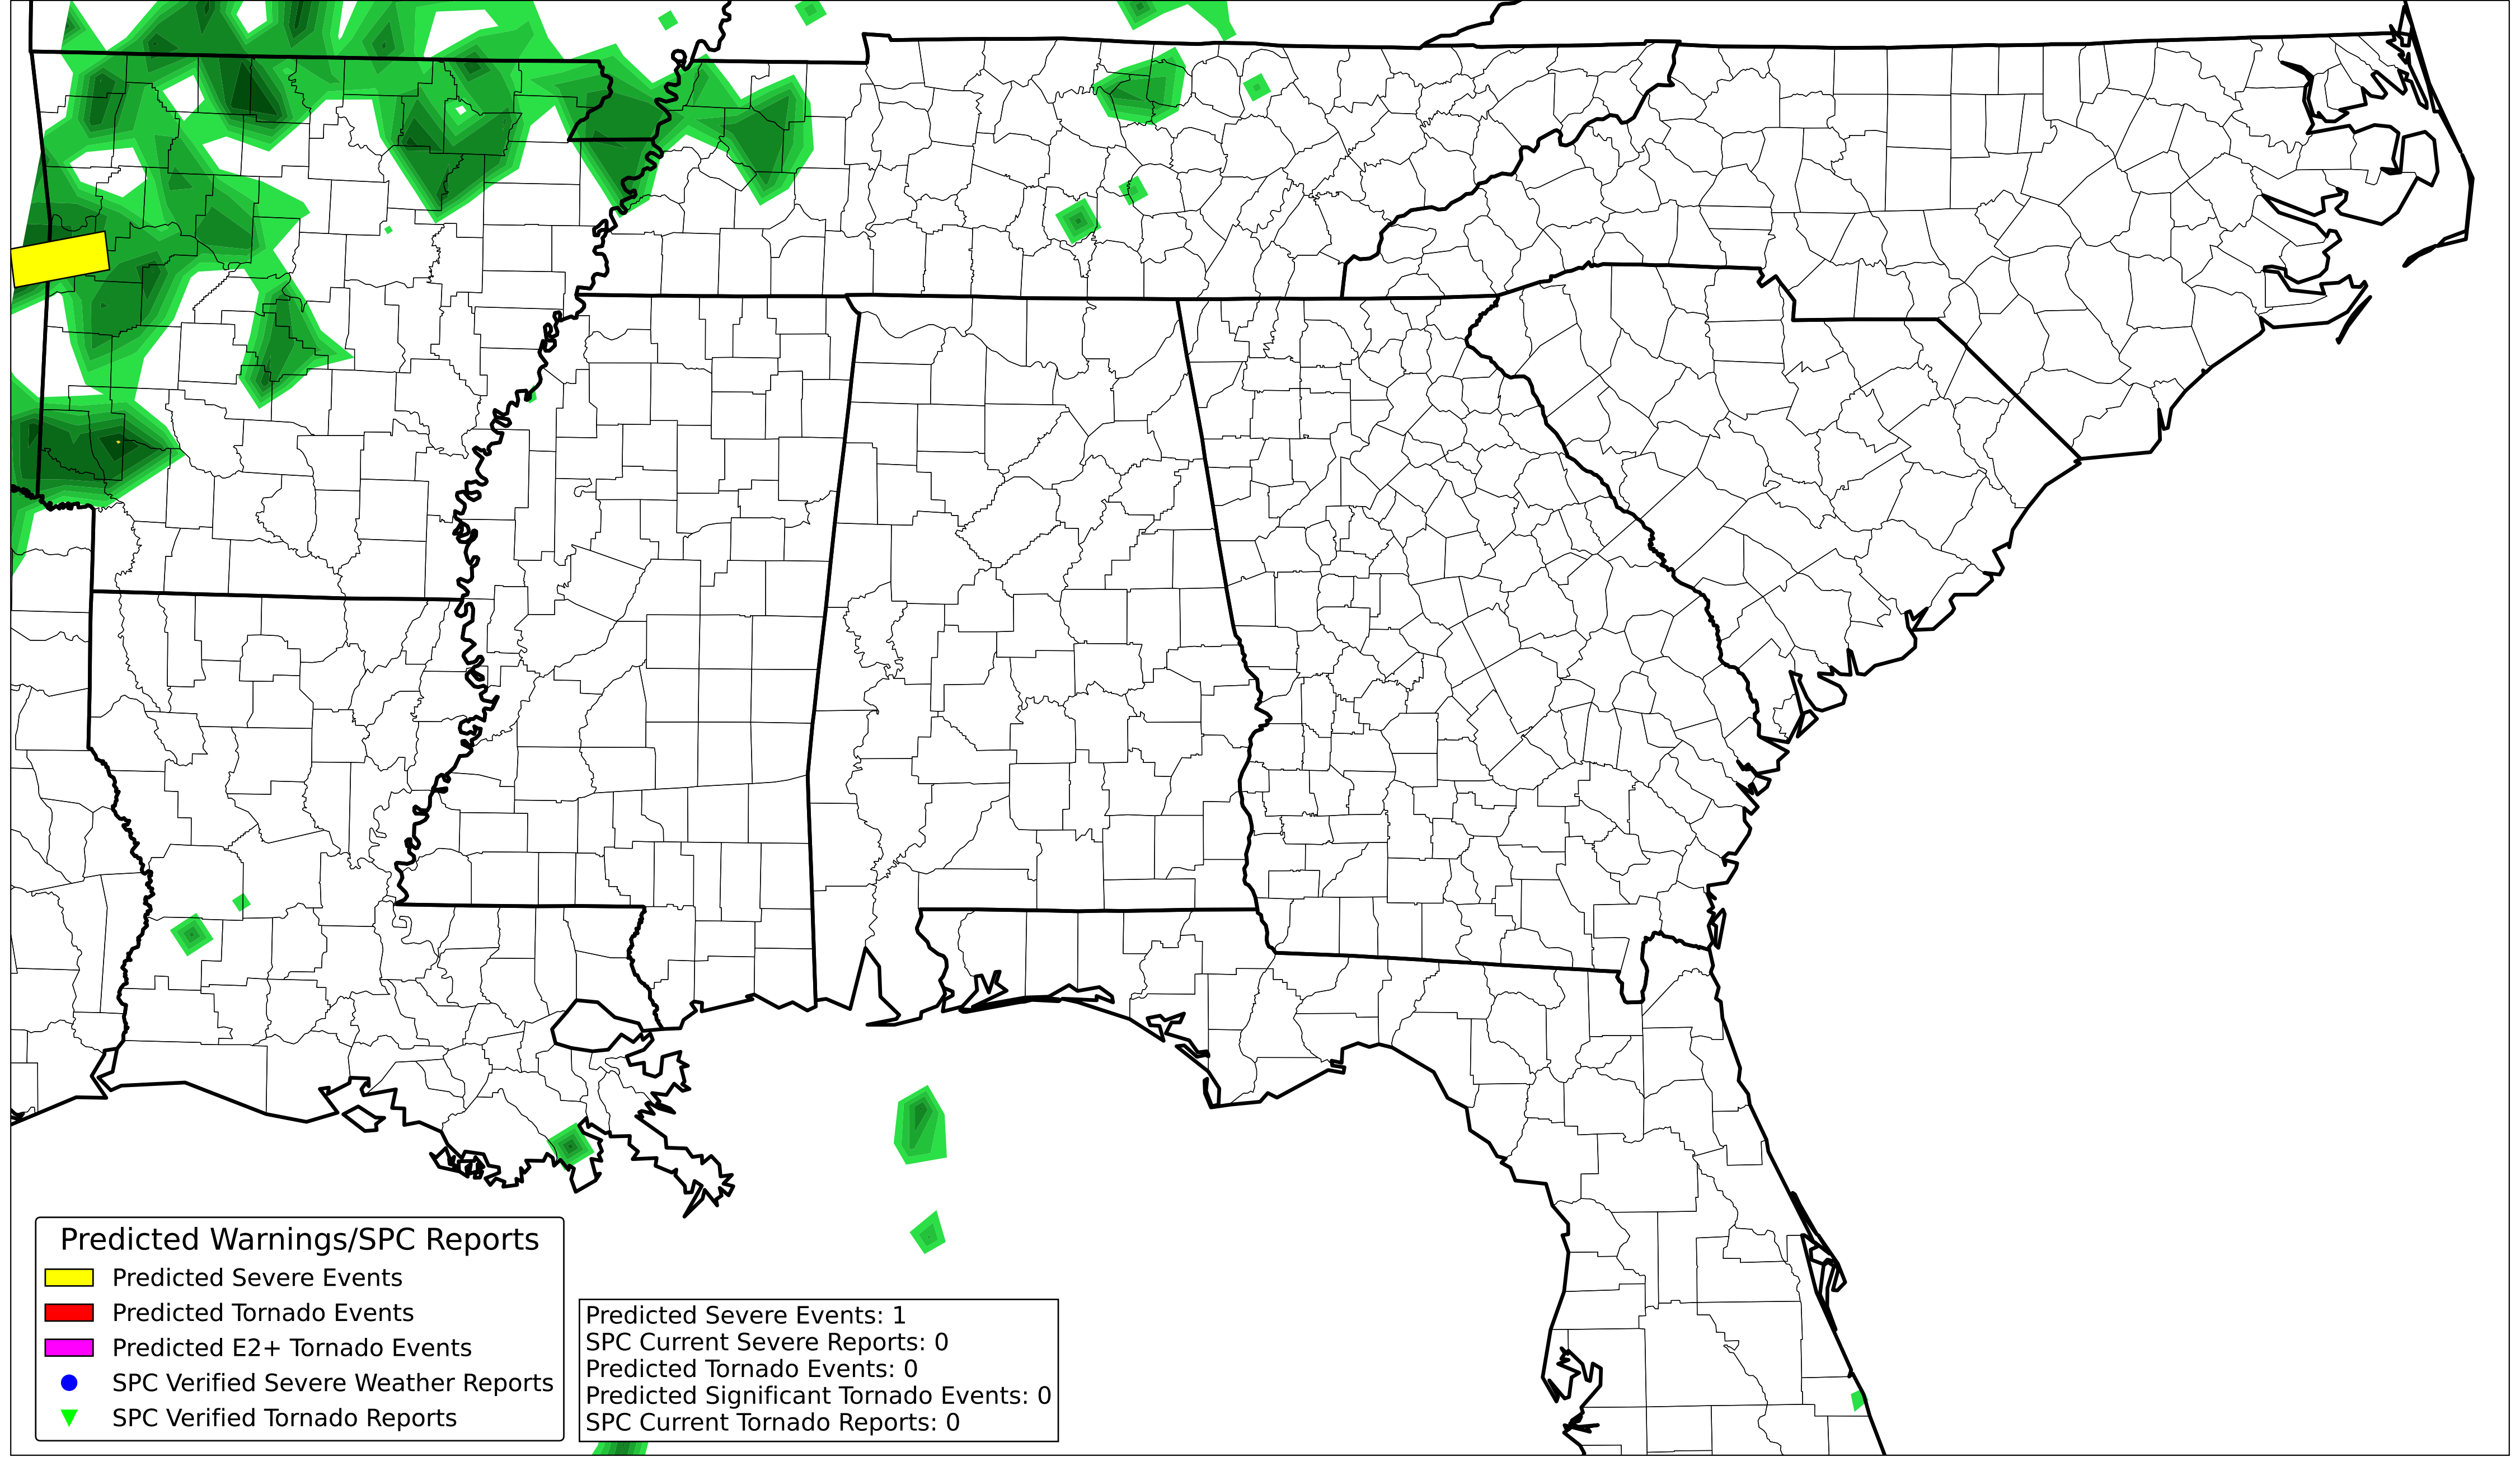 Predicted Warnings/SPC Reports
Predicted Severe Events
Predicted Tornado Events
Predicted E2+ Tornado Events
SPC Verified Severe Weather Reports
SPC Verified Tornado Reports
Predicted Severe Events: 1
SPC Current Severe Reports: 0
Predicted Tornado Events: 0
Predicted Significant Tornado Events: 0
SPC Current Tornado Reports: 0